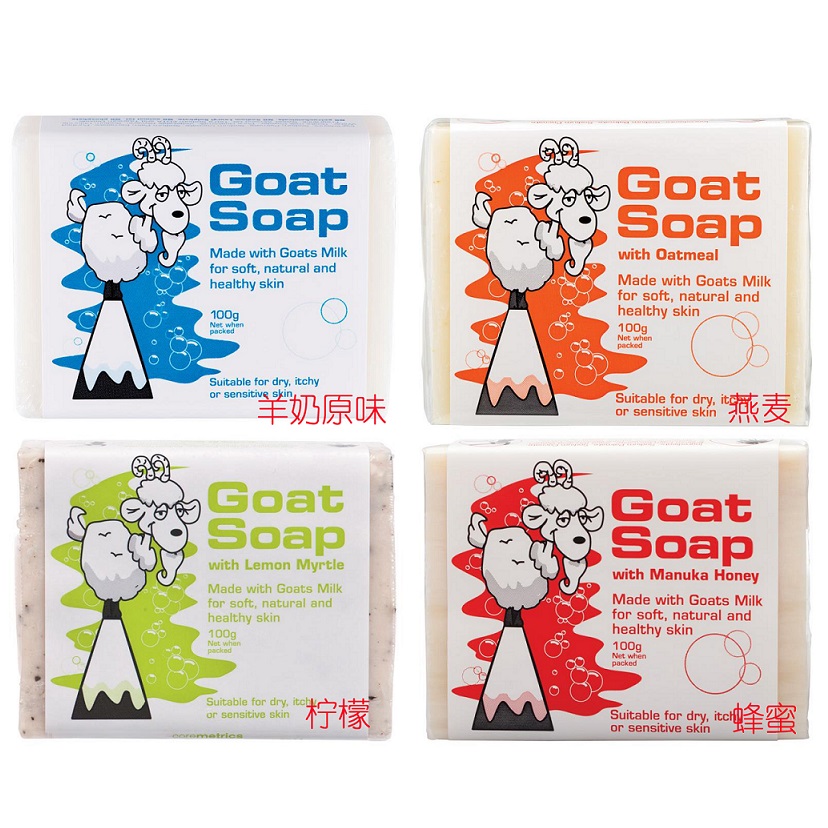 Goat
Soap
Made with Goats Milk
for soft, natural and
healthy skin
100g
Net when
packed
Suitable for dry, itchy
or sensitive skin
羊奶原味
Goat
Soap
with Oatmeal
Made with Goats Milk
for soft, natural and
healthy skin
100g
Net when
packed
Suitable for dry, itchy
or sensitive skin
燕麦
Goat
Soap
with Lemon Myrtle
Made with Goats Milk
for soft, natural and
healthy skin
100g
Net when
packed
Suitable for dry, itchy
or sensitive skin
柠檬
Goat
Soap
with Manuka Honey
Made with Goats Milk
for soft, natural and
healthy skin
100g
Net when
packed
Suitable for dry, itchy
or sensitive skin
蜂蜜